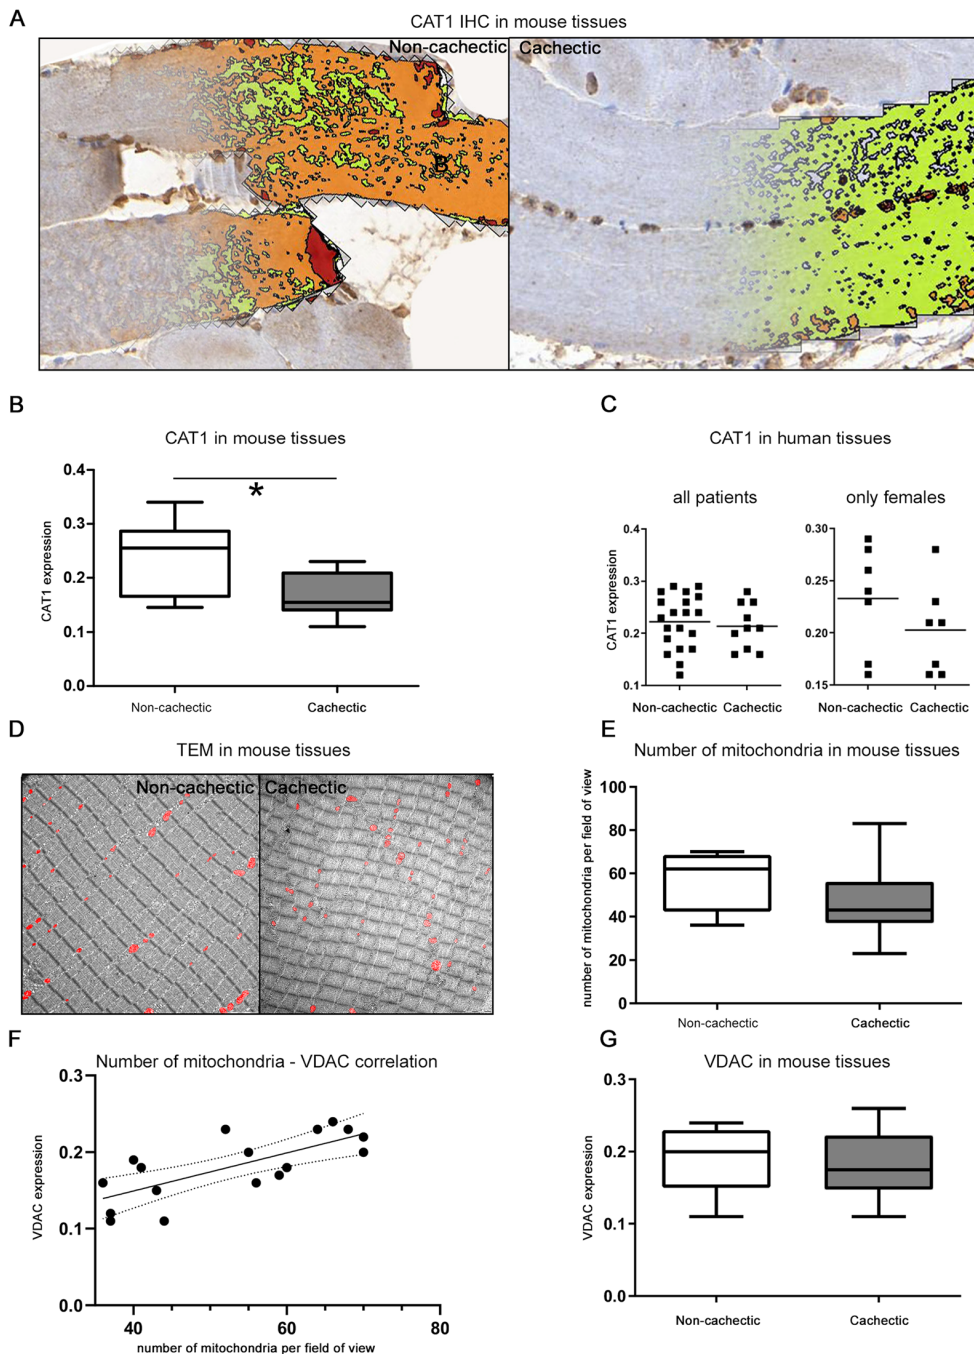 A
CAT1 IHC in mouse tissues
Non-cachectic
Cachectic
B
B
CAT1 in mouse tissues
0.4
0.3
0.2
0.1
0.0
CAT1 expression
*
Non-cachectic
Cachectic
C
CAT1 in human tissues
all patients
only females
0.4
0.3
0.2
0.1
CAT1 expression
Non-cachectic
Cachectic
0.30
0.25
0.20
0.15
Non-cachectic
Cachectic
D
TEM in mouse tissues
Non-cachectic
Cachectic
E
Number of mitochondria in mouse tissues
100
80
60
40
20
0
number of mitochondria per field of view
Non-cachectic
Cachectic
F
Number of mitochondria - VDAC correlation
0.3
0.2
0.1
0.0
VDAC expression
40
60
80
number of mitochondria per field of view
G
VDAC in mouse tissues
0.3
0.2
0.1
0.0
VDAC expression
Non-cachectic
Cachectic